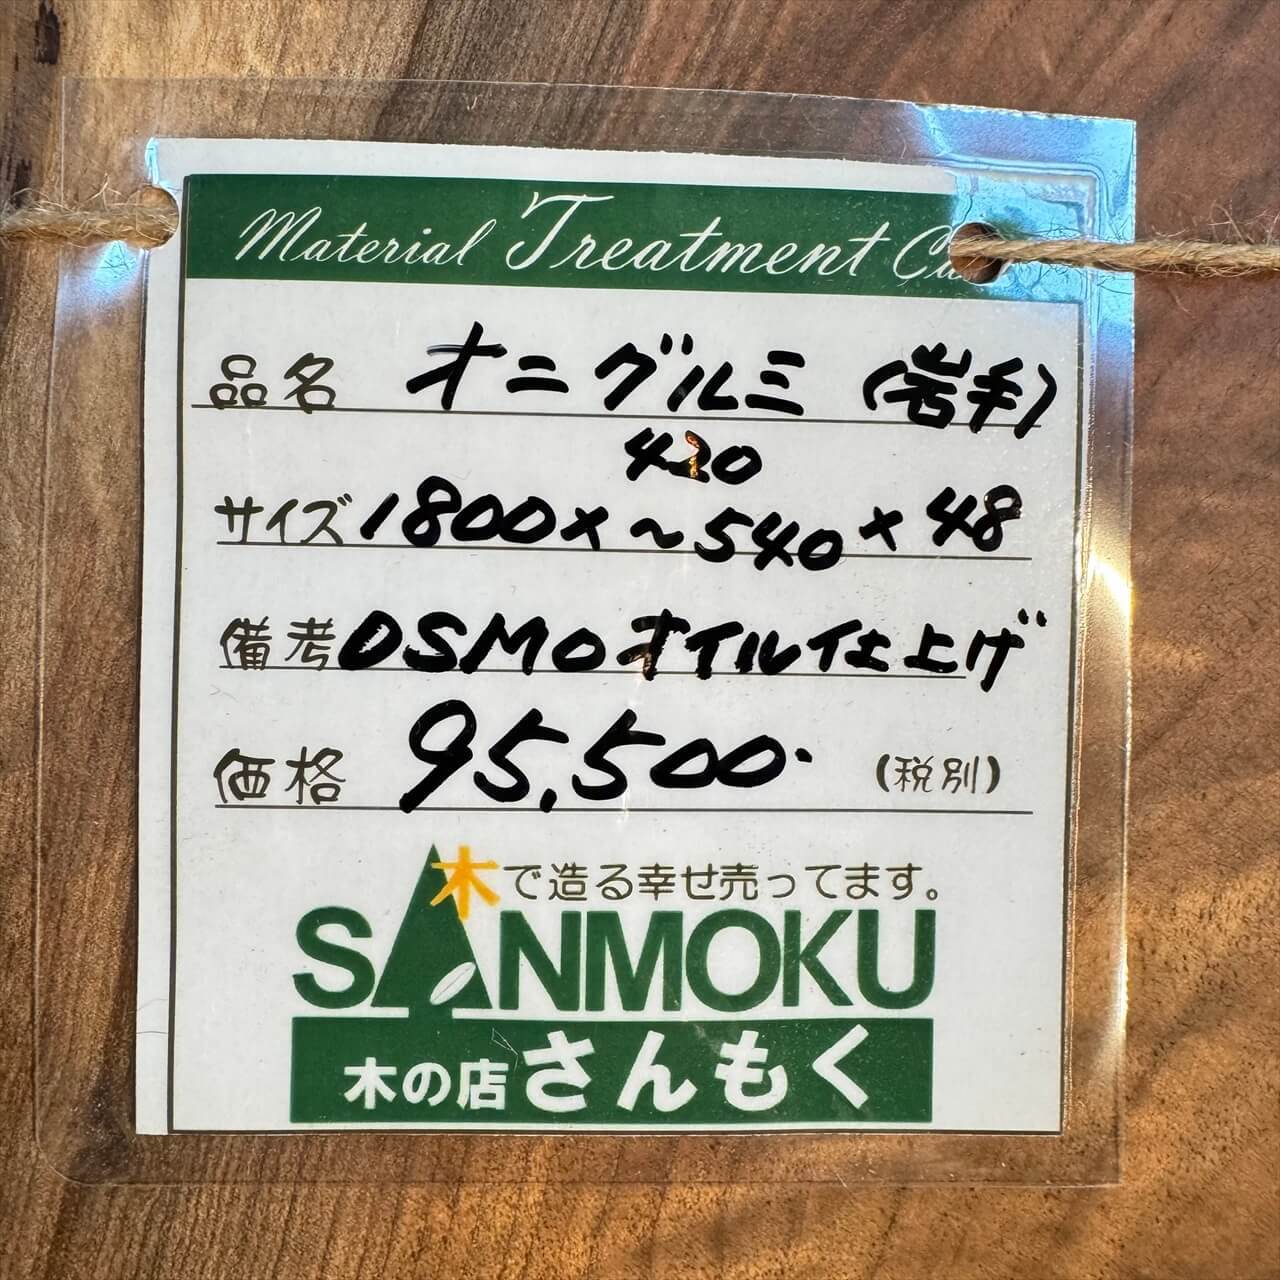 Material Treatment Ca
品名 オニグルミ (岩手)
420
サイズ 1800×~540×48
備考 OSMOオイル仕上げ
価格 95,500. (税別)
木で造る幸せ売ってます。
SANMOKU
木の店さんもく